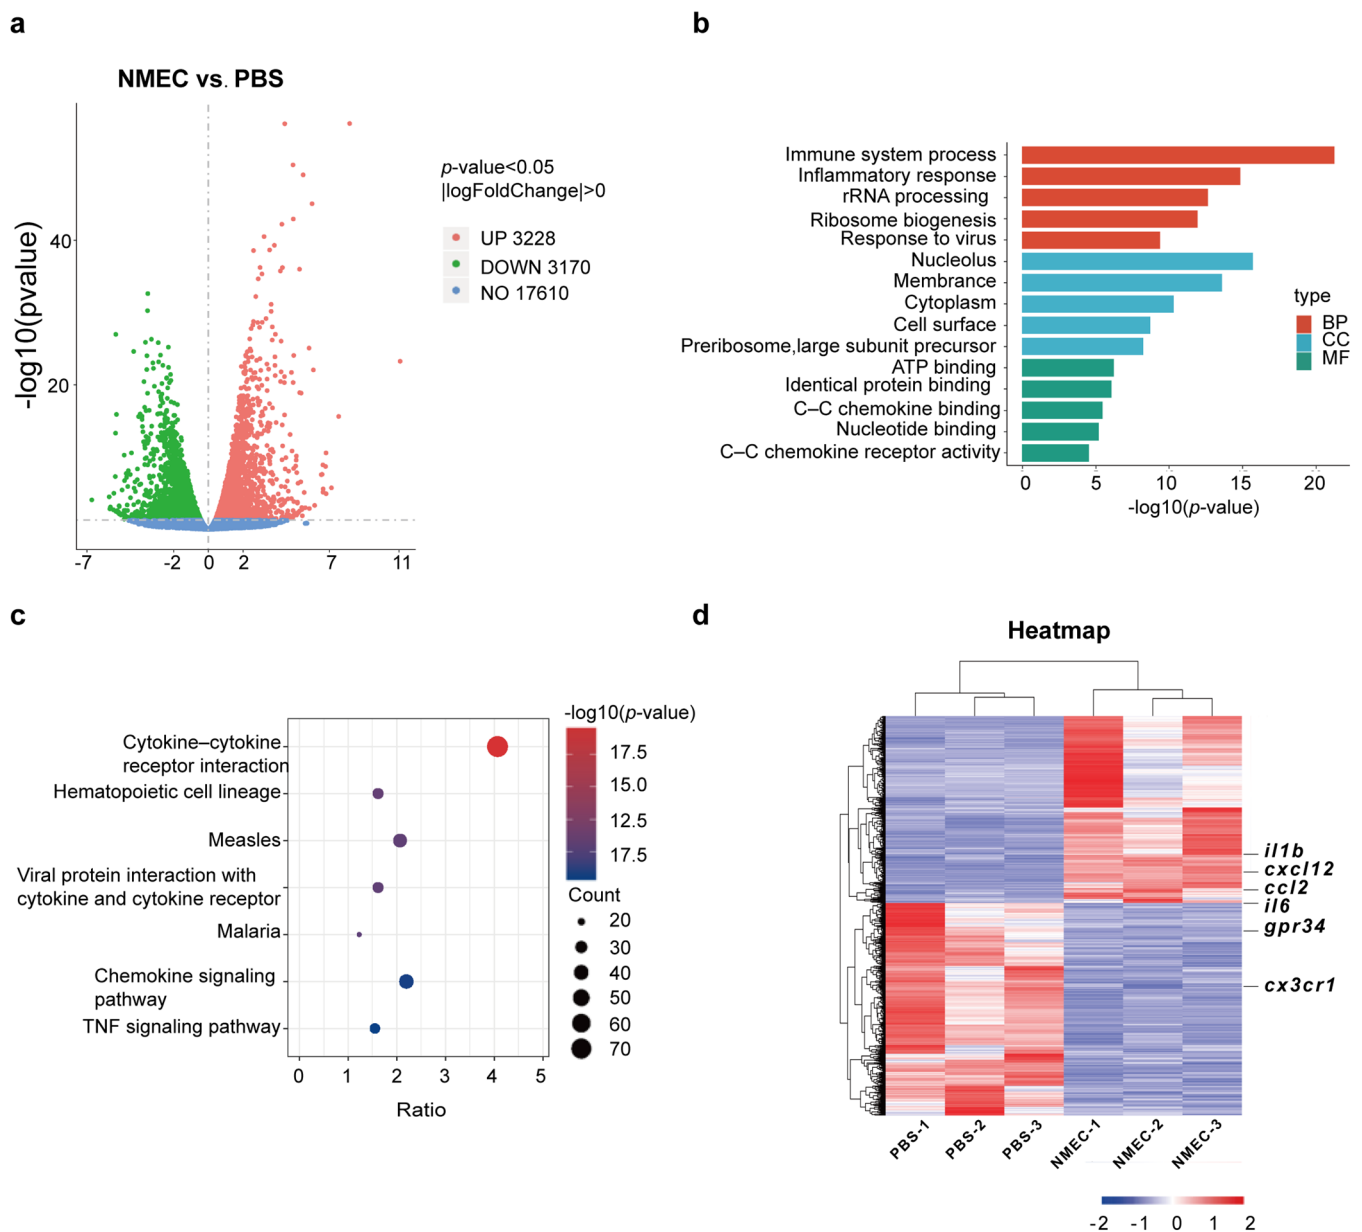 a
NMEC vs. PBS
-log10(pvalue)
40
20
-7
-2
0
2
7
11
p-value<0.05
|logFoldChange|>0
UP 3228
DOWN 3170
NO 17610
b
Immune system process
Inflammatory response
rRNA processing
Ribosome biogenesis
Response to virus
Nucleolus
Membrance
Cytoplasm
Cell surface
Preribosome,large subunit precursor
ATP binding
Identical protein binding
C–C chemokine binding
Nucleotide binding
C–C chemokine receptor activity
0
5
10
15
20
-log10(p-value)
type
BP
CC
MF
c
Cytokine–cytokine
receptor interaction
Hematopoietic cell lineage
Measles
Viral protein interaction with
cytokine and cytokine receptor
Malaria
Chemokine signaling
pathway
TNF signaling pathway
0
1
2
3
4
5
Ratio
-log10(p-value)
17.5
15.0
12.5
17.5
Count
20
30
40
50
60
70
d
Heatmap
il1b
cxcl12
ccl2
il6
gpr34
cx3cr1
PBS-1
PBS-2
PBS-3
NMEC-1
NMEC-2
NMEC-3
-2
-1
0
1
2